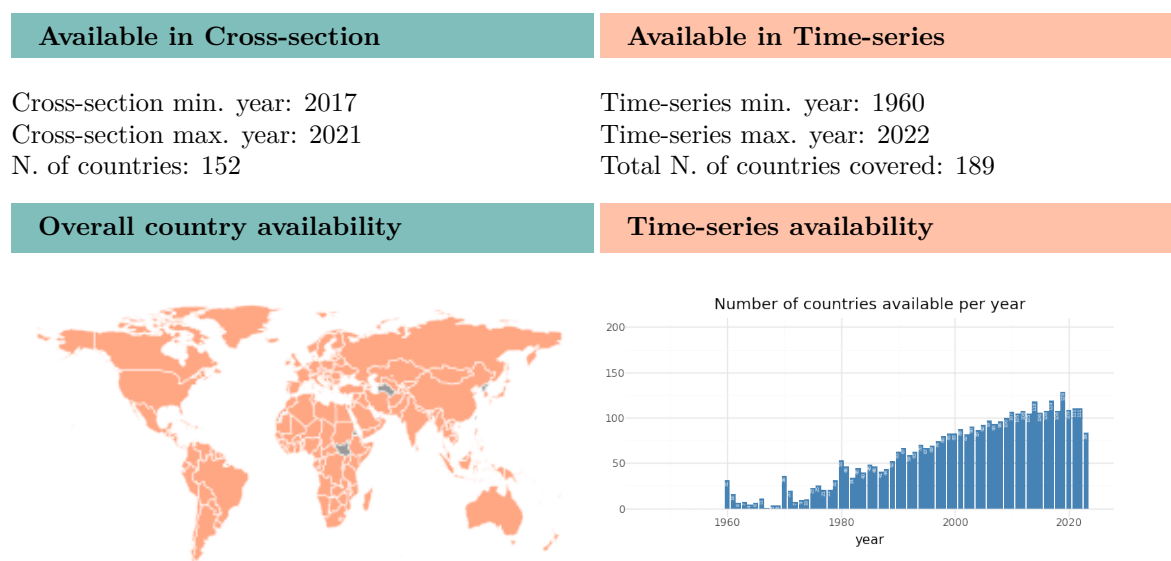 Available in Cross-section
Cross-section min. year: 2017
Cross-section max. year: 2021
N. of countries: 152
Available in Time-series
Time-series min. year: 1960
Time-series max. year: 2022
Total N. of countries covered: 189
Overall country availability
Time-series availability
Number of countries available per year
200
150
100
50
0
1960 1980 2000 2020
year